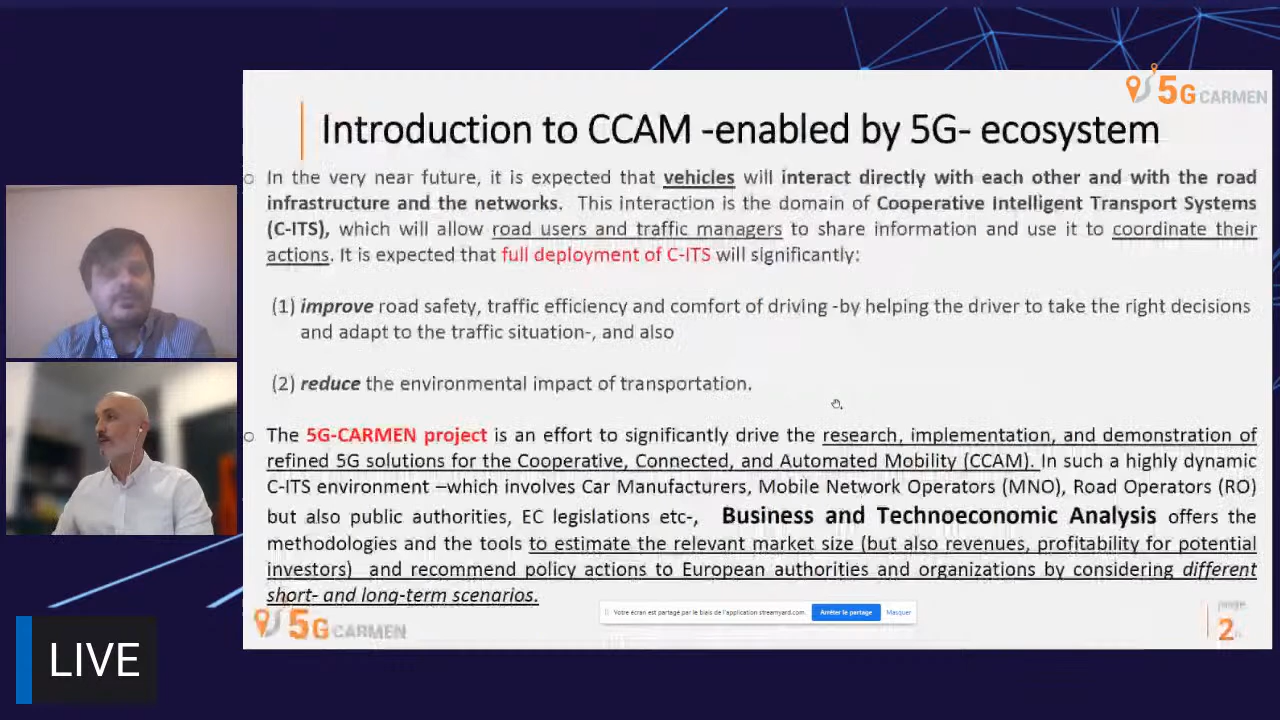 5G CARMEN
Introduction to CCAM -enabled by 5G- ecosystem
o In the very near future, it is expected that vehicles will interact directly with each other and with the road
infrastructure and the networks. This interaction is the domain of Cooperative Intelligent Transport Systems
(C-ITS), which will allow road users and traffic managers to share information and use it to coordinate their
actions. It is expected that full deployment of C-ITS will significantly:
(1) improve road safety, traffic efficiency and comfort of driving -by helping the driver to take the right decisions
and adapt to the traffic situation-, and also
(2) reduce the environmental impact of transportation.
o The 5G-CARMEN project is an effort to significantly drive the research, implementation, and demonstration of
refined 5G solutions for the Cooperative, Connected, and Automated Mobility (CCAM). In such a highly dynamic
C-ITS environment –which involves Car Manufacturers, Mobile Network Operators (MNO), Road Operators (RO)
but also public authorities, EC legislations etc-, Business and Technoeconomic Analysis offers the
methodologies and the tools to estimate the relevant market size (but also revenues, profitability for potential
investors) and recommend policy actions to European authorities and organizations by considering different
short- and long-term scenarios.
Votre écran est partagé par le biais de l'application streamyard.com. Arrêter le partage Masquer
5G CARMEN
page
2
LIVE